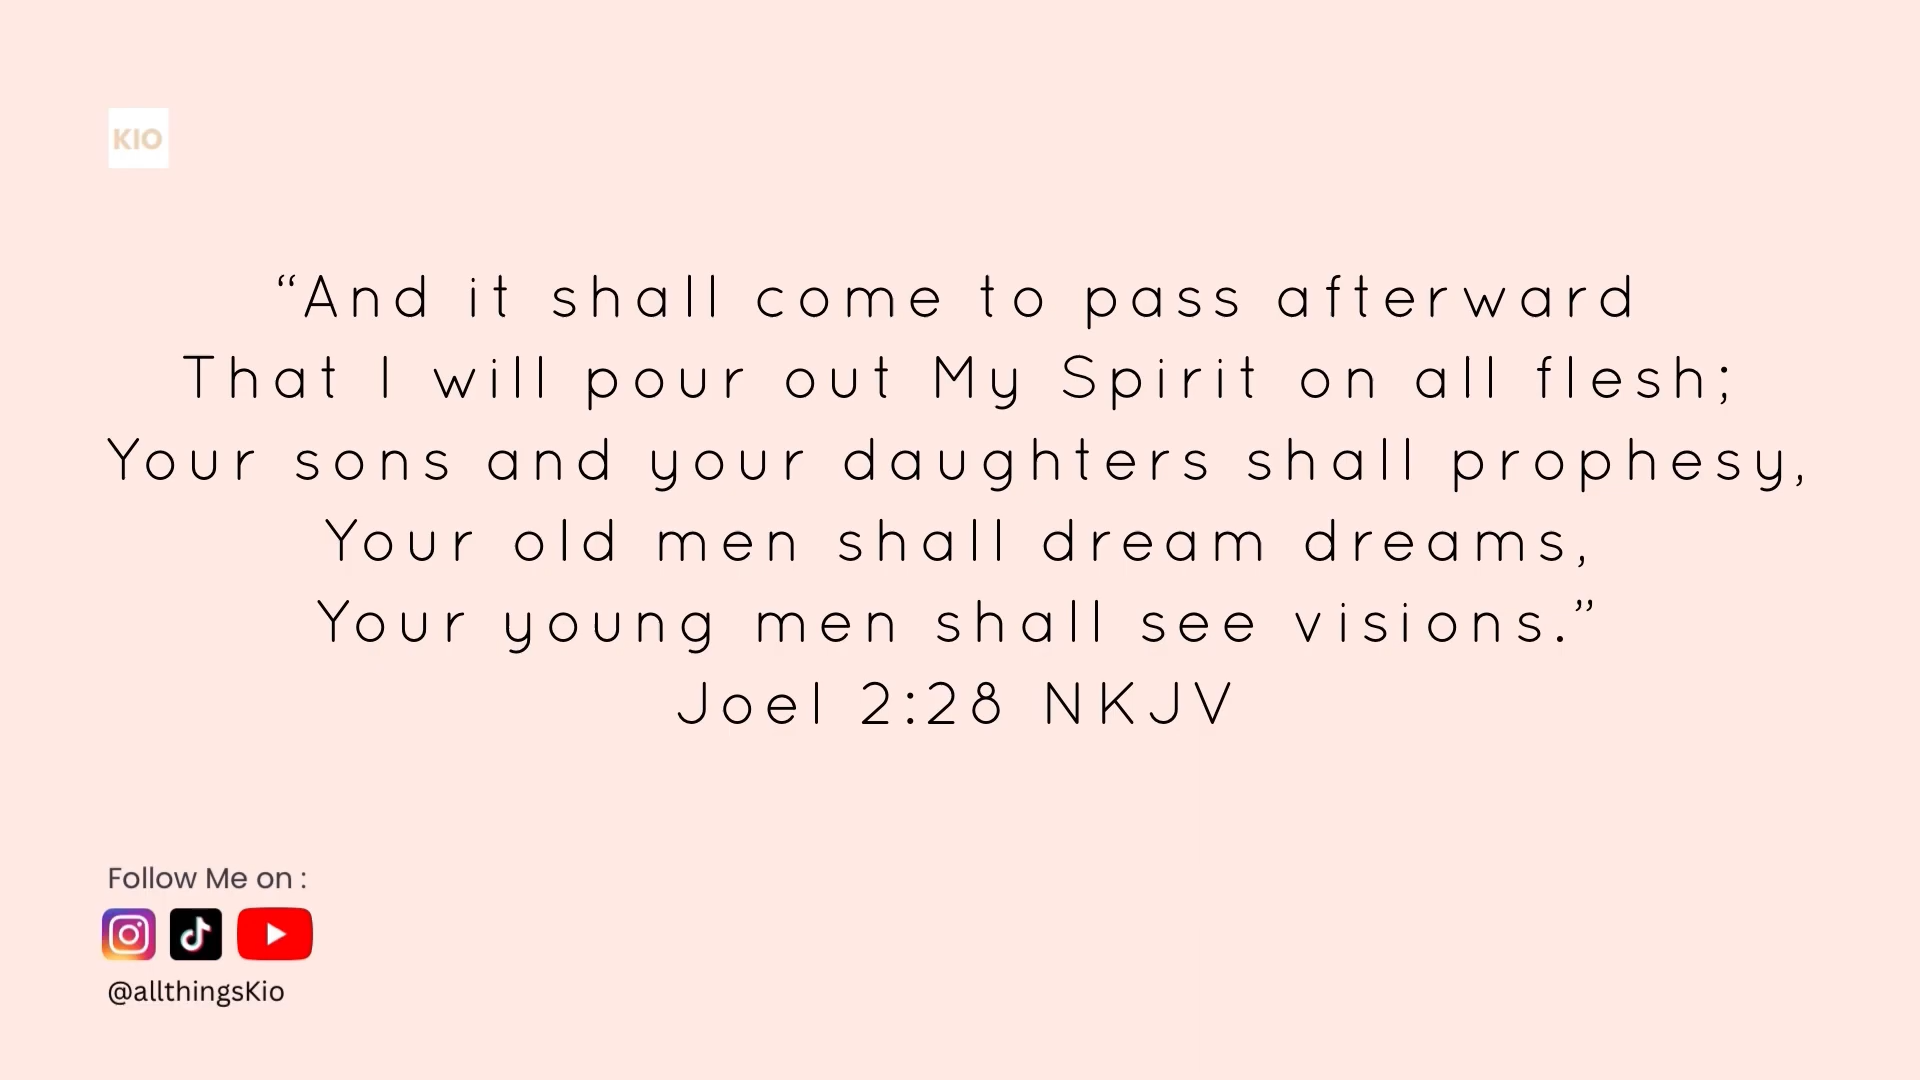 KIO
“And it shall come to pass afterward
That I will pour out My Spirit on all flesh;
Your sons and your daughters shall prophesy,
Your old men shall dream dreams,
Your young men shall see visions.”
Joel 2:28 NKJV
Follow Me on :
@allthingsKio